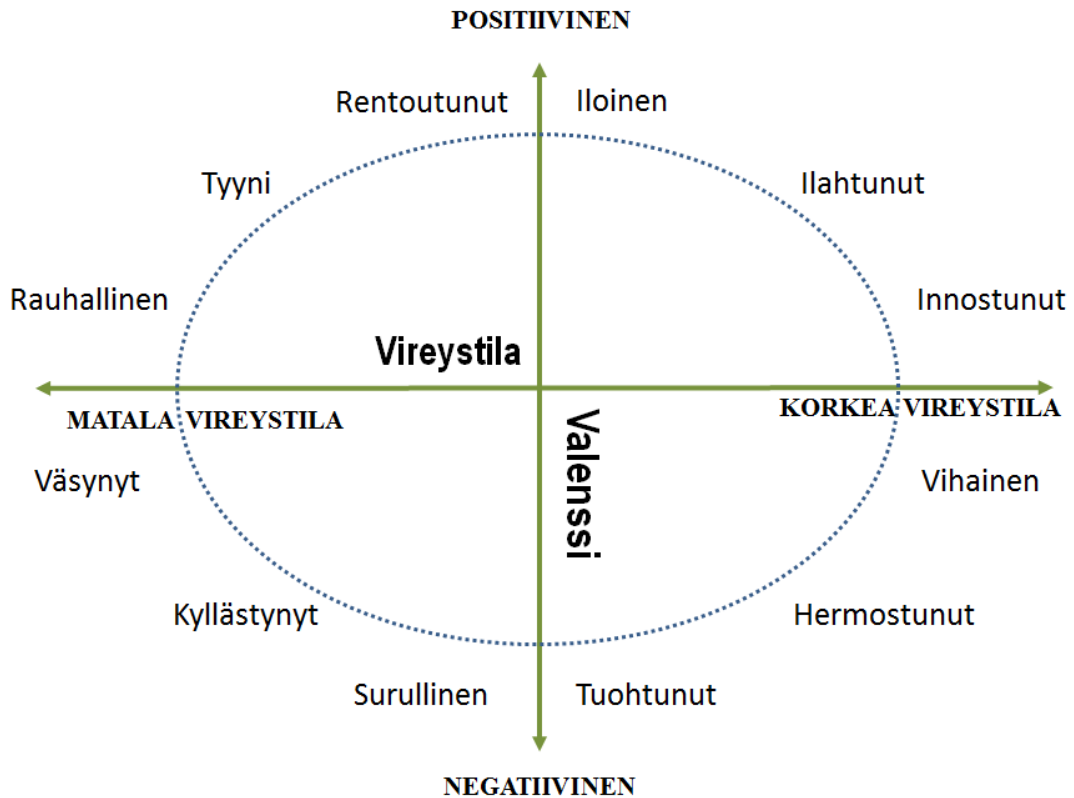 POSITIIVINEN
Rentoutunut Iloinen
Tyyni Ilahtunut
Rauhallinen Innostunut
Vireystila
MATALA VIREYSTILA KORKEA VIREYSTILA
Valenssi
Väsynyt Vihainen
Kyllästynyt Hermostunut
Surullinen Tuohtunut
NEGATIIVINEN